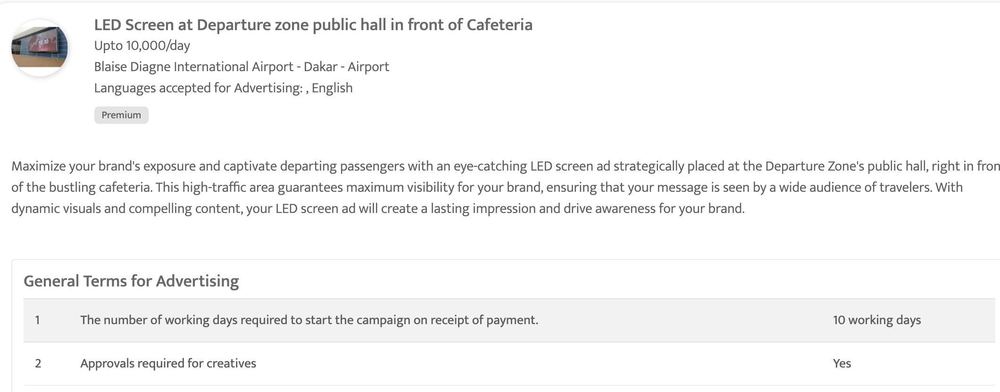 LED Screen at Departure zone public hall in front of Cafeteria
Upto 10,000/day
Blaise Diagne International Airport - Dakar - Airport
Languages accepted for Advertising: , English
Premium
12.30
Maximize your brand's exposure and captivate departing passengers with an eye-catching LED screen ad strategically placed at the Departure Zone's public hall, right in fron
of the bustling cafeteria. This high-traffic area guarantees maximum visibility for your brand, ensuring that your message is seen by a wide audience of travelers. With
dynamic visuals and compelling content, your LED screen ad will create a lasting impression and drive awareness for your brand.
General Terms for Advertising
1 The number of working days required to start the campaign on receipt of payment. 10 working days
2 Approvals required for creatives Yes